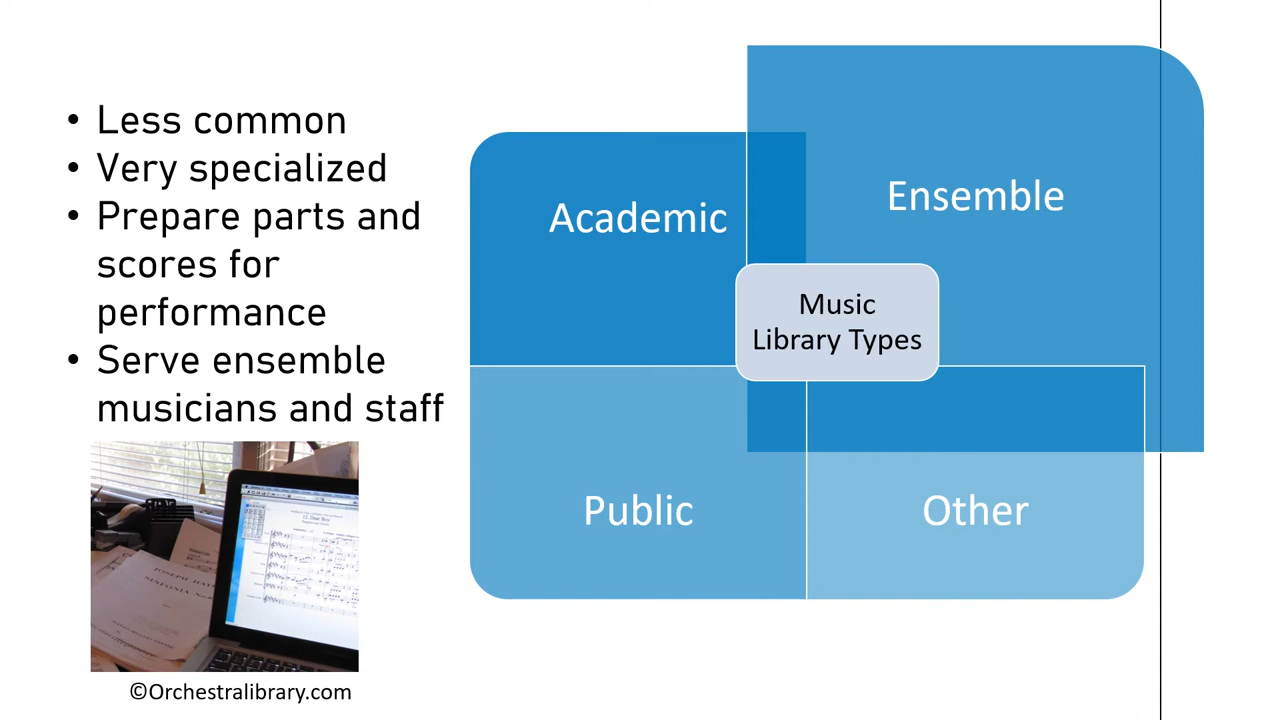 • Less common
• Very specialized
• Prepare parts and
scores for
performance
• Serve ensemble
musicians and staff
Academic
Ensemble
Music
Library Types
Public
Other
SINFONIA
©Orchestralibrary.com